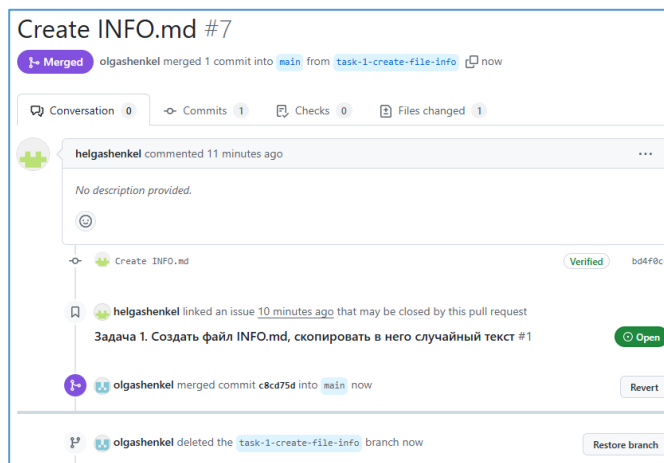 Create INFO.md #7
Merged olgashenkel merged 1 commit into main from task-1-create-file-info now
Conversation 0 Commits 1 Checks 0 Files changed 1
helgashenkel commented 11 minutes ago ...
No description provided.
Create INFO.md Verified bd4f0c
helgashenkel linked an issue 10 minutes ago that may be closed by this pull request
Задача 1. Создать файл INFO.md, скопировать в него случайный текст #1 Open
olgashenkel merged commit c8cd75d into main now Revert
olgashenkel deleted the task-1-create-file-info branch now Restore branch